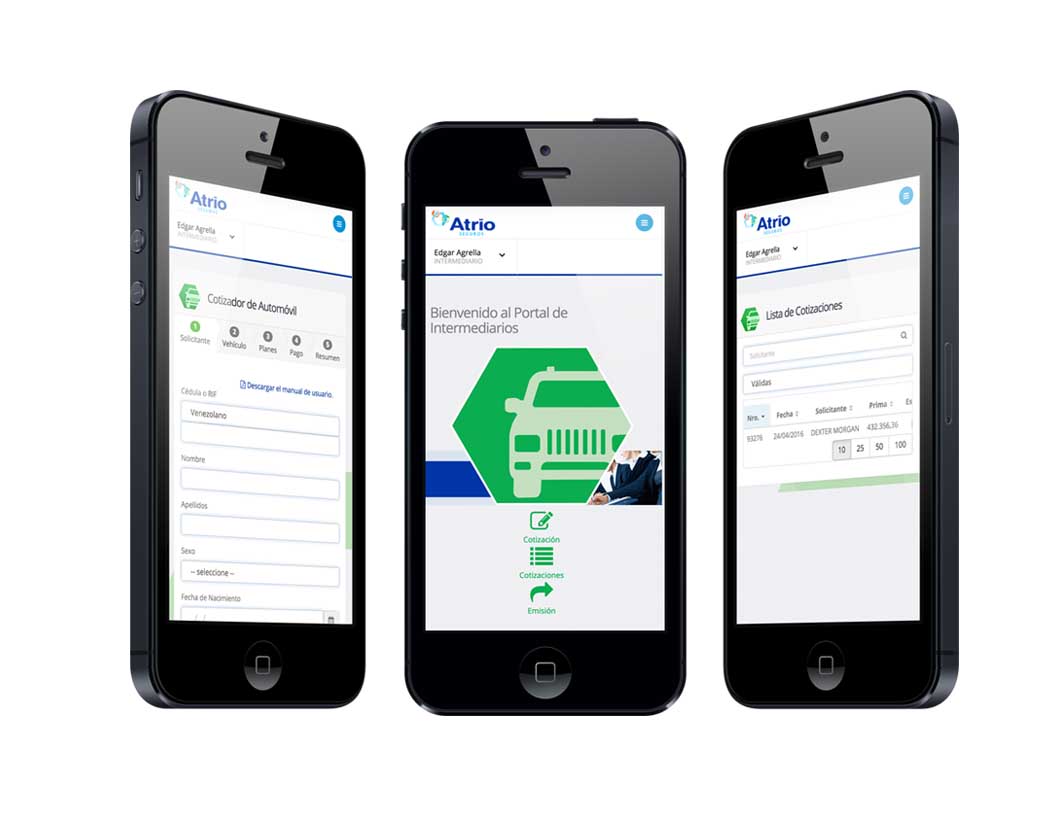 Atrio
SEGUROS
Edgar Agrella
INTERMEDIARIO
Cotizador de Automóvil
1 2 3 4 5
Solicitante Vehículo Planes Pago Resumen
Descargar el manual de usuario.
Cédula o RIF
Venezolano
Nombre
Apellidos
Sexo
-- seleccione --
Fecha de Nacimiento
_ / _ /
Atrio
SEGUROS
Edgar Agrella
INTERMEDIARIO
Bienvenido al Portal de
Intermediarios
Cotización
Cotizaciones
Emisión
Atrio
SEGUROS
Edgar Agrella
INTERMEDIARIO
Lista de Cotizaciones
Solicitante
Válidas
Nro. Fecha Solicitante Prima Es
93276 24/04/2016 DEXTER MORGAN 432.356,36
10 25 50 100